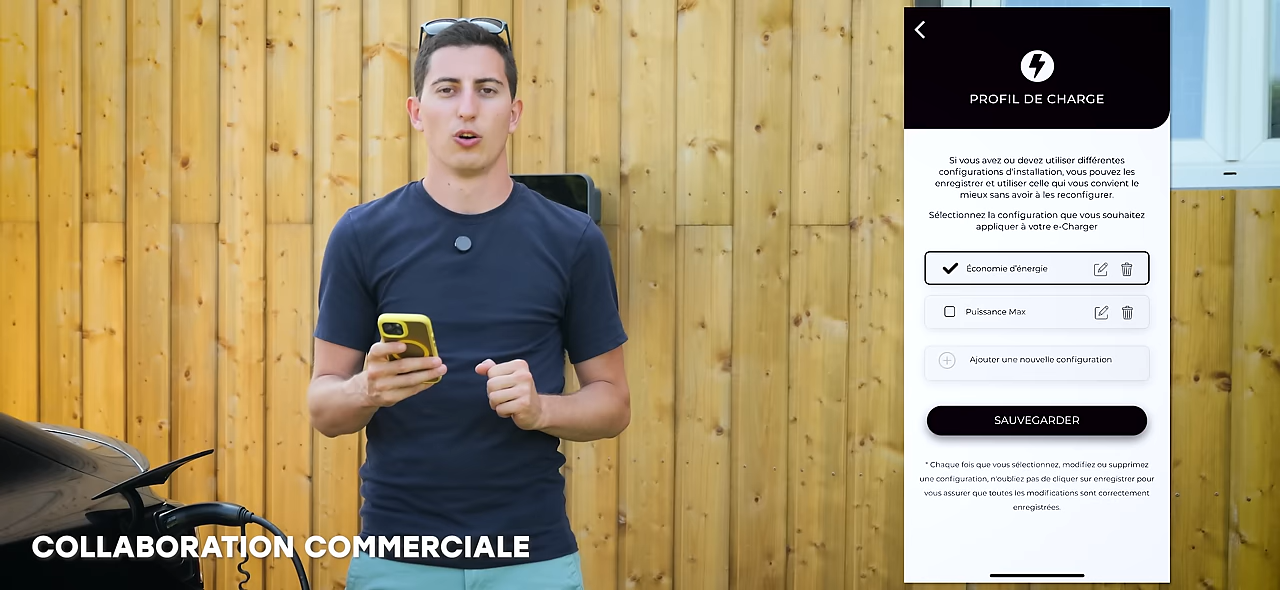 PROFIL DE CHARGE
Si vous avez ou devez utiliser différentes
configurations d'installation, vous pouvez les
enregistrer et utiliser celle qui vous convient le
mieux sans avoir à les reconfigurer.
Sélectionnez la configuration que vous souhaitez
appliquer à votre e-Charger
Économie d'énergie
Puissance Max
Ajouter une nouvelle configuration
SAUVEGARDER
* Chaque fois que vous sélectionnez, modifiez ou supprimez
une configuration, n'oubliez pas de cliquer sur enregistrer pour
vous assurer que toutes les modifications sont correctement
enregistrées.
COLLABORATION COMMERCIALE